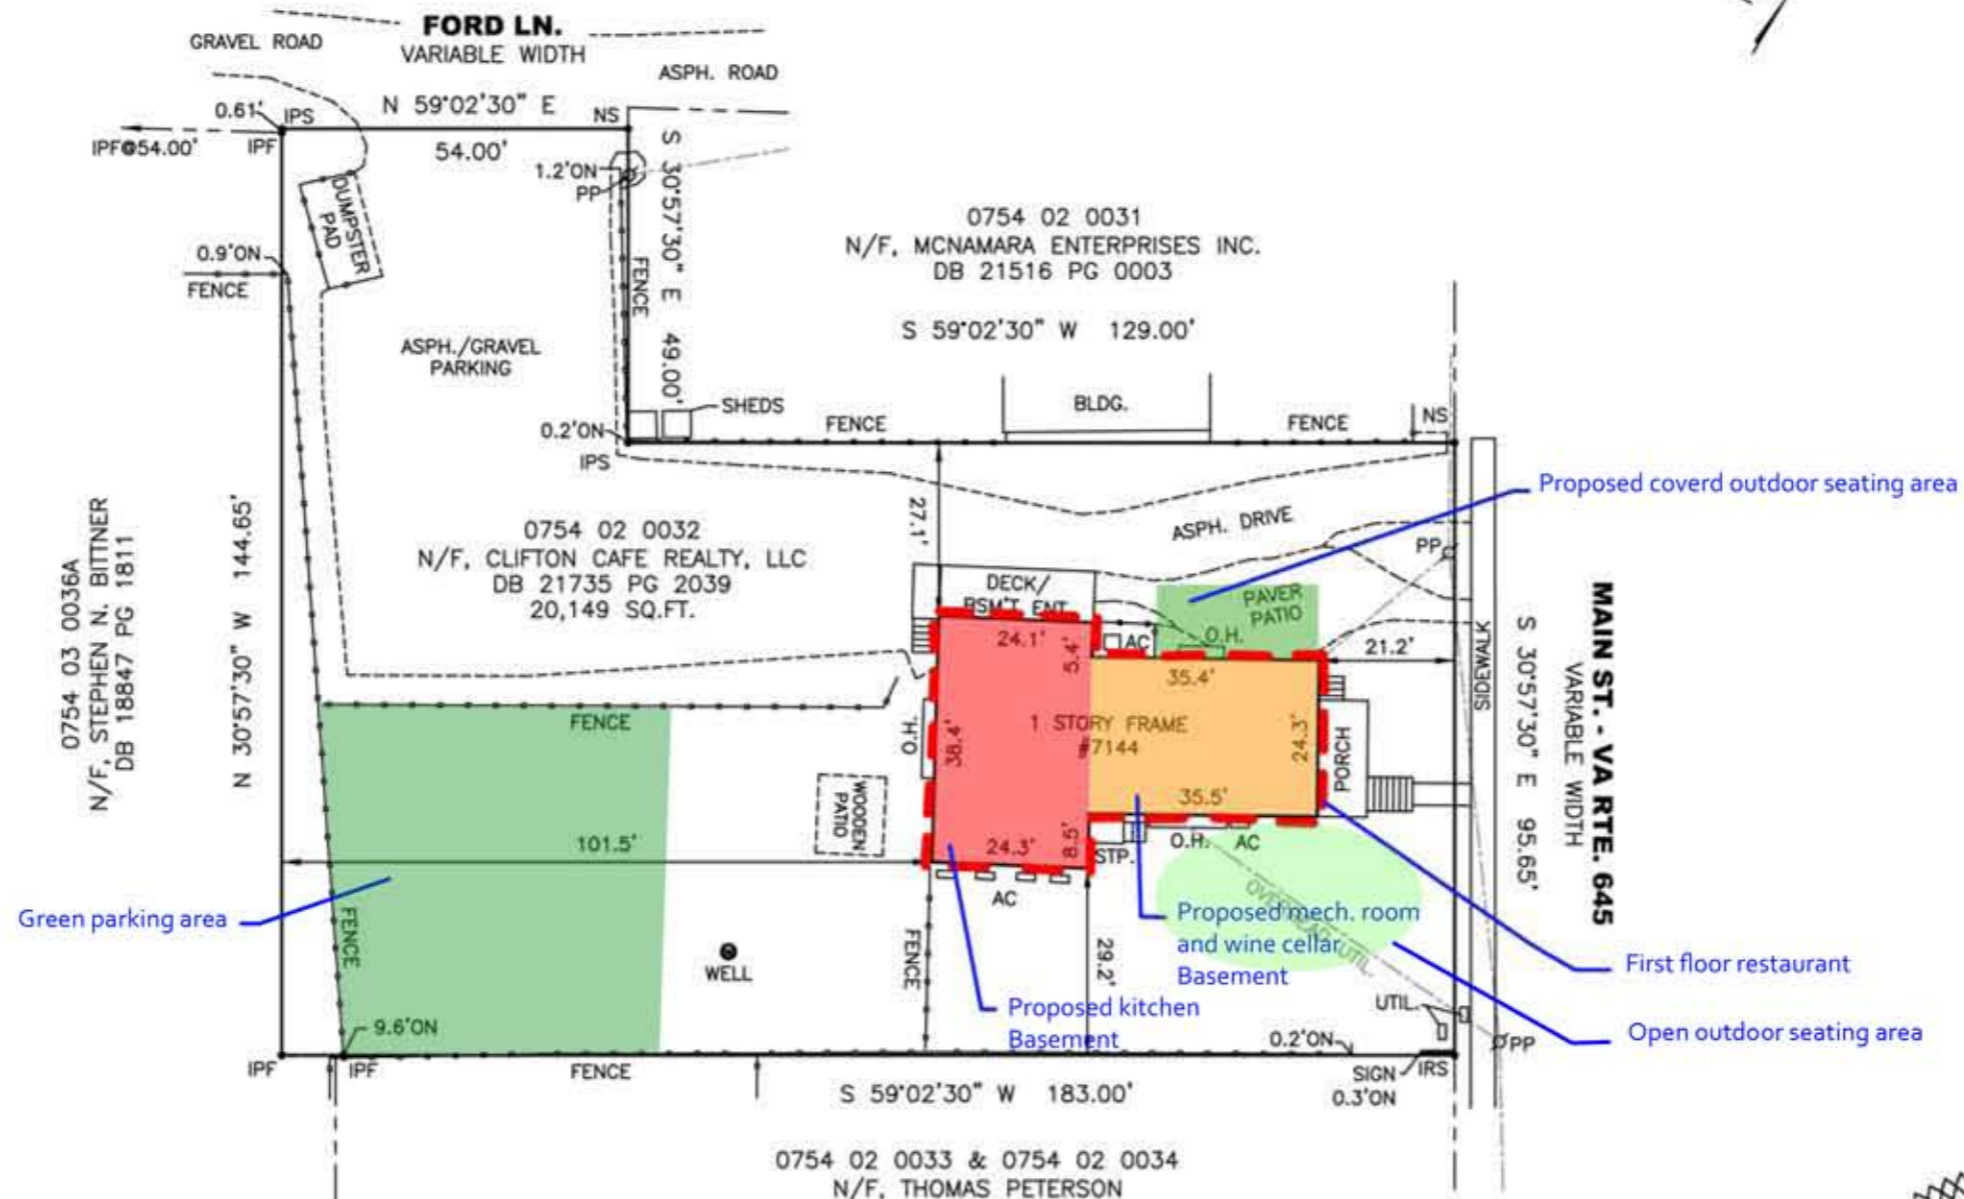 FORD LN.
VARIABLE WIDTH
GRAVEL ROAD
ASPH. ROAD
N 59°02'30" E
54.00'
0.61'
IPS
NS
IPF@54.00'
IPF
1.2'ON
PP
S 30°57'30" E 49.00'
DUMPSTER
PAD
0.9'ON
FENCE
FENCE
ASPH./GRAVEL
PARKING
0754 02 0031
N/F, MCNAMARA ENTERPRISES INC.
DB 21516 PG 0003
S 59°02'30" W 129.00'
SHEDS
0.2'ON
IPS
FENCE
BLDG.
FENCE
NS
Proposed coverd outdoor seating area
27.1'
ASPH. DRIVE
PP
0754 02 0032
N/F, CLIFTON CAFE REALTY, LLC
DB 21735 PG 2039
20,149 SQ.FT.
0754 03 0036A
N/F, STEPHEN N. BITTNER
DB 18847 PG 1811
N 30°57'30" W 144.65'
DECK/
BSM'T ENT
PAVER
PATIO
24.1'
5.4'
AC
O.H.
21.2'
35.4'
SIDEWALK
S 30°57'30" E 95.65'
MAIN ST. - VA RTE. 645
VARIABLE WIDTH
FENCE
O.H.
38.4'
1 STORY FRAME
#7144
24.3'
PORCH
WOODEN
PATIO
35.5'
101.5'
24.3'
8.5'
STP.
O.H.
AC
AC
OVERHEAD UTIL.
Green parking area
FENCE
WELL
FENCE
29.2'
Proposed mech. room
and wine cellar
Basement
First floor restaurant
Proposed kitchen
Basement
UTIL.
Open outdoor seating area
9.6'ON
0.2'ON
PP
IPF
IPF
FENCE
S 59°02'30" W 183.00'
SIGN
0.3'ON
IRS
0754 02 0033 & 0754 02 0034
N/F, THOMAS PETERSON